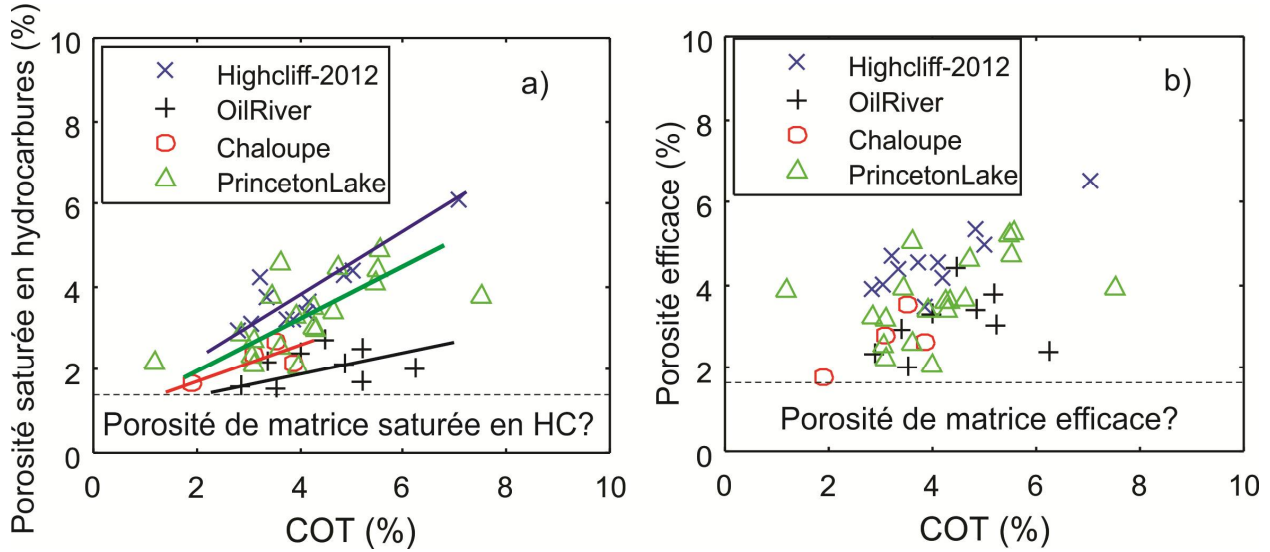 Porosité saturée en hydrocarbures (%)
10
8
6
4
2
0
0
2
4
6
8
10
COT (%)
Highcliff-2012
OilRiver
Chaloupe
PrincetonLake
a)
Porosité de matrice saturée en HC?
Porosité efficace (%)
10
8
6
4
2
0
0
2
4
6
8
10
COT (%)
Highcliff-2012
OilRiver
Chaloupe
PrincetonLake
b)
Porosité de matrice efficace?